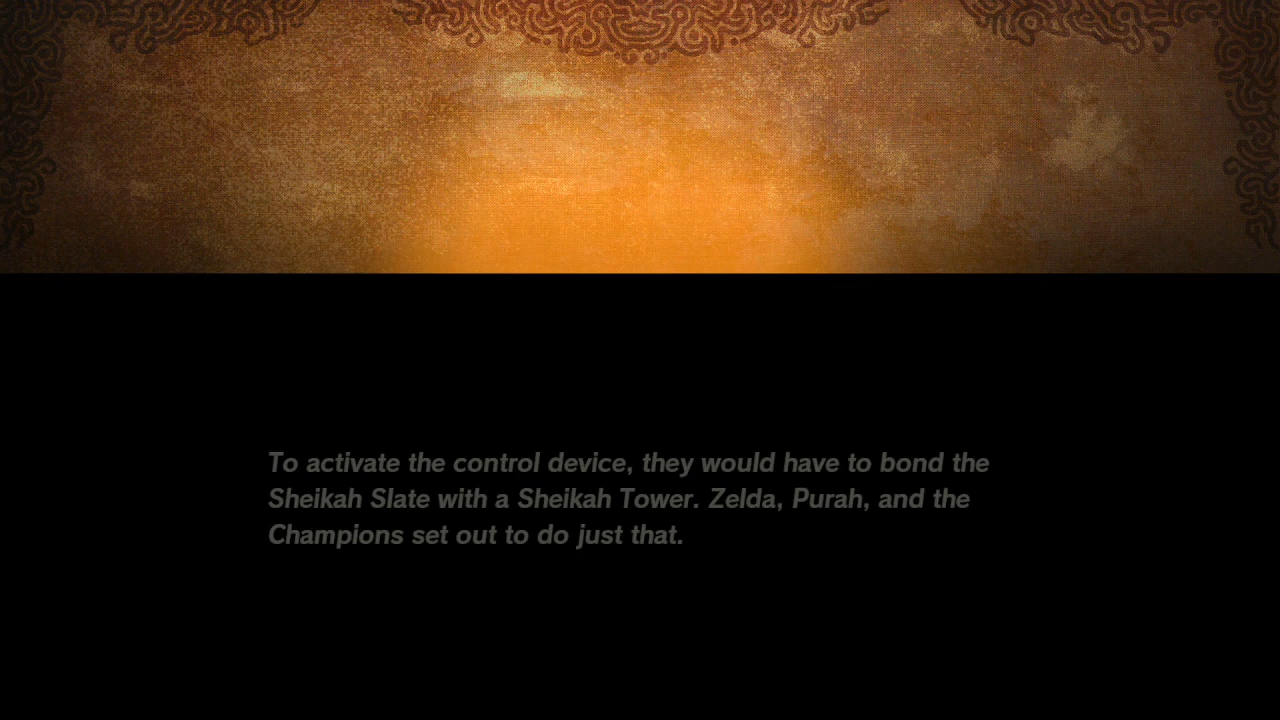 To activate the control device, they would have to bond the
Sheikah Slate with a Sheikah Tower. Zelda, Purah, and the
Champions set out to do just that.